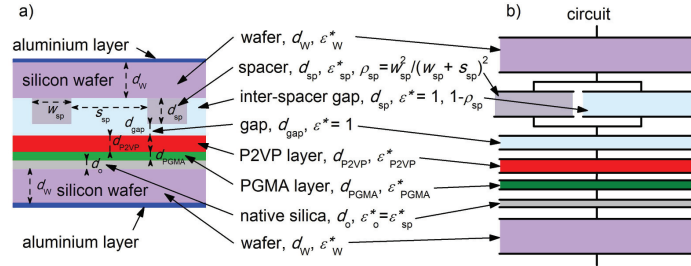 a)
b)
circuit
aluminium layer
silicon wafer
d_W
w_sp
s_sp
d_sp
d_gap
d_P2VP
d_PGMA
d_o
d_W
silicon wafer
aluminium layer
wafer, d_W, ε*_W
spacer, d_sp, ε*_sp, ρ_sp=w²_sp/(w_sp + s_sp)²
inter-spacer gap, d_sp, ε*= 1, 1-ρ_sp
gap, d_gap, ε*= 1
P2VP layer, d_P2VP, ε*_P2VP
PGMA layer, d_PGMA, ε*_PGMA
native silica, d_o, ε*_o=ε*_sp
wafer, d_W, ε*_W